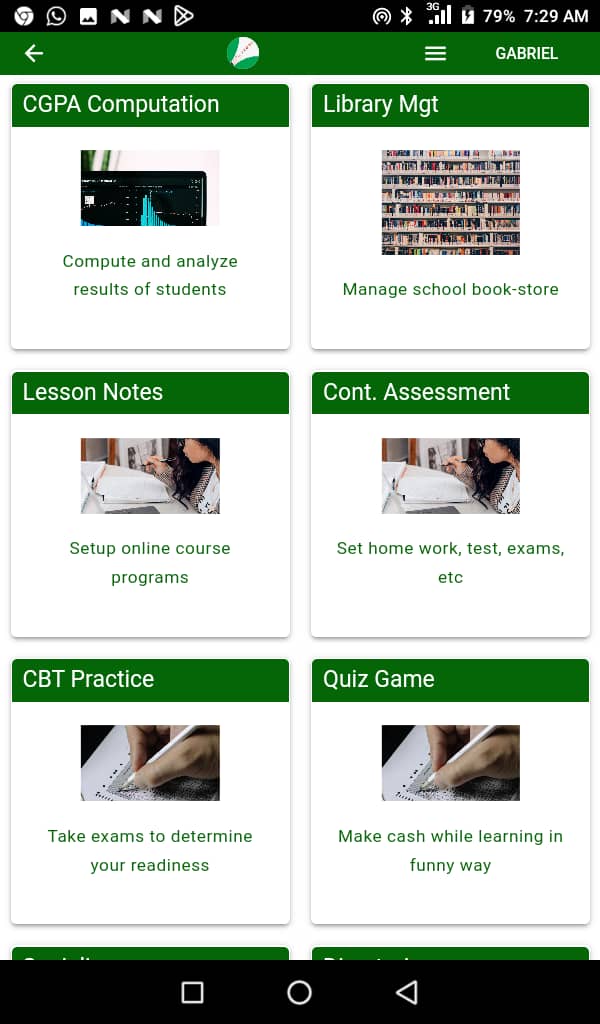 3G
79% 7:29 AM
GABRIEL
CGPA Computation
Compute and analyze
results of students
Library Mgt
Manage school book-store
Lesson Notes
Setup online course
programs
Cont. Assessment
Set home work, test, exams,
etc
CBT Practice
Take exams to determine
your readiness
Quiz Game
Make cash while learning in
funny way